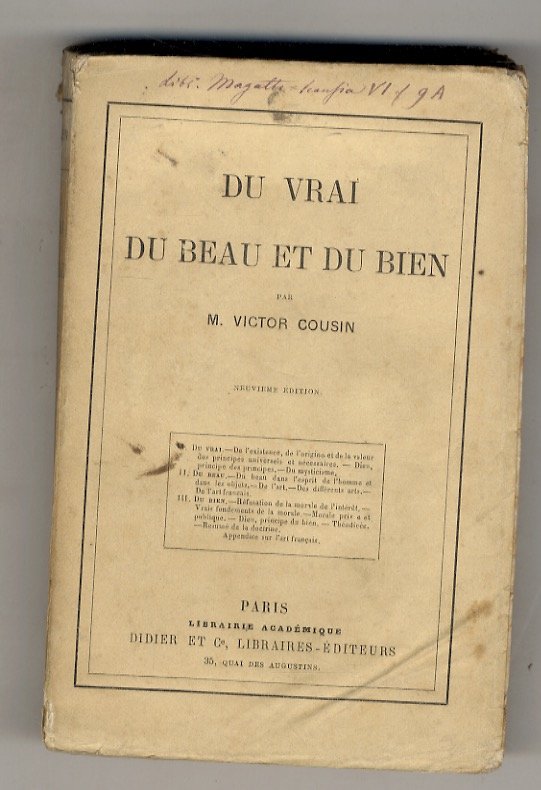 VI f 9A
DU VRAI
DU BEAU ET DU BIEN
PAR
M. VICTOR COUSIN
NEUVIÈME ÉDITION.
DU VRAI.—De l'existence, de l'origine et de la valeur
des principes universels et nécessaires. — Dieu,
principe des principes.—Du mysticisme.
II. DU BEAU.—Du beau dans l'esprit de l'homme et
dans les objets.—De l'art.—Des différents arts.—
De l'art français.
III. DU BIEN.—Réfutation de la morale de l'intérêt.—
Vrais fondements de la morale.—Morale privée et
publique. — Dieu, principe du bien. — Théodicée.
—Résumé de la doctrine.
Appendice sur l'art français.
PARIS
LIBRAIRIE ACADÉMIQUE
DIDIER ET Cⁱᵉ, LIBRAIRES-ÉDITEURS
35, QUAI DES AUGUSTINS.